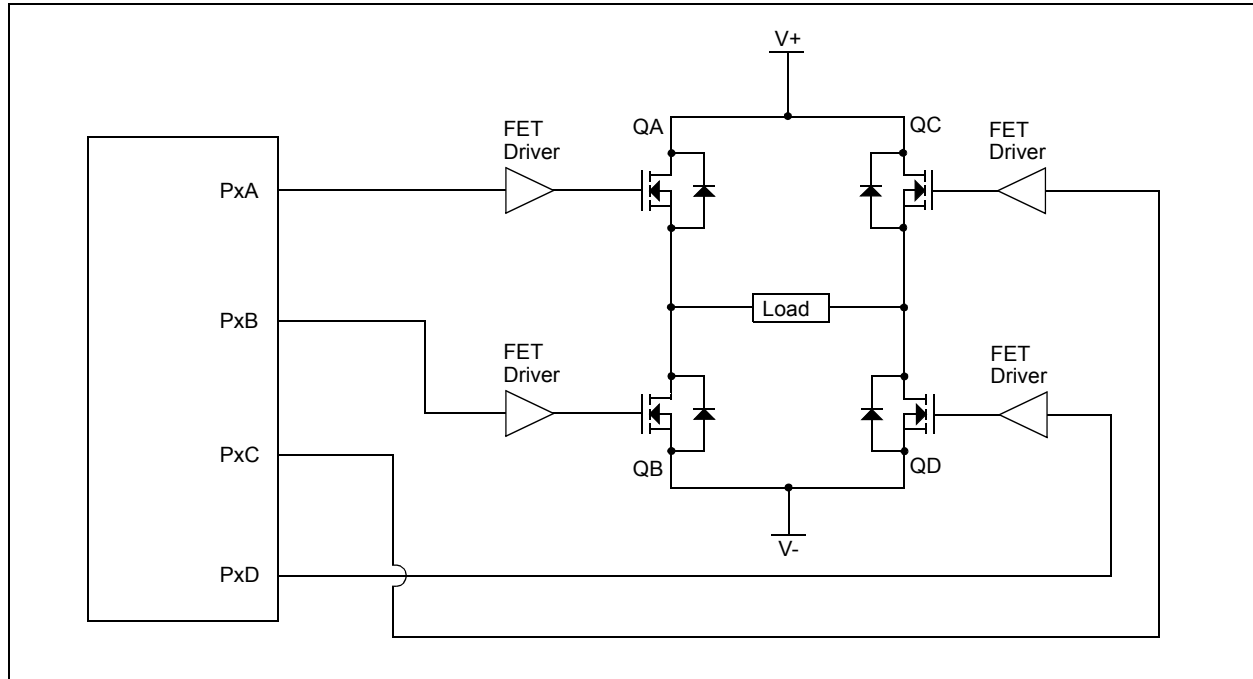 V+
QA
QC
FET
Driver
FET
Driver
PxA
Load
PxB
FET
Driver
FET
Driver
PxC
QB
QD
V-
PxD